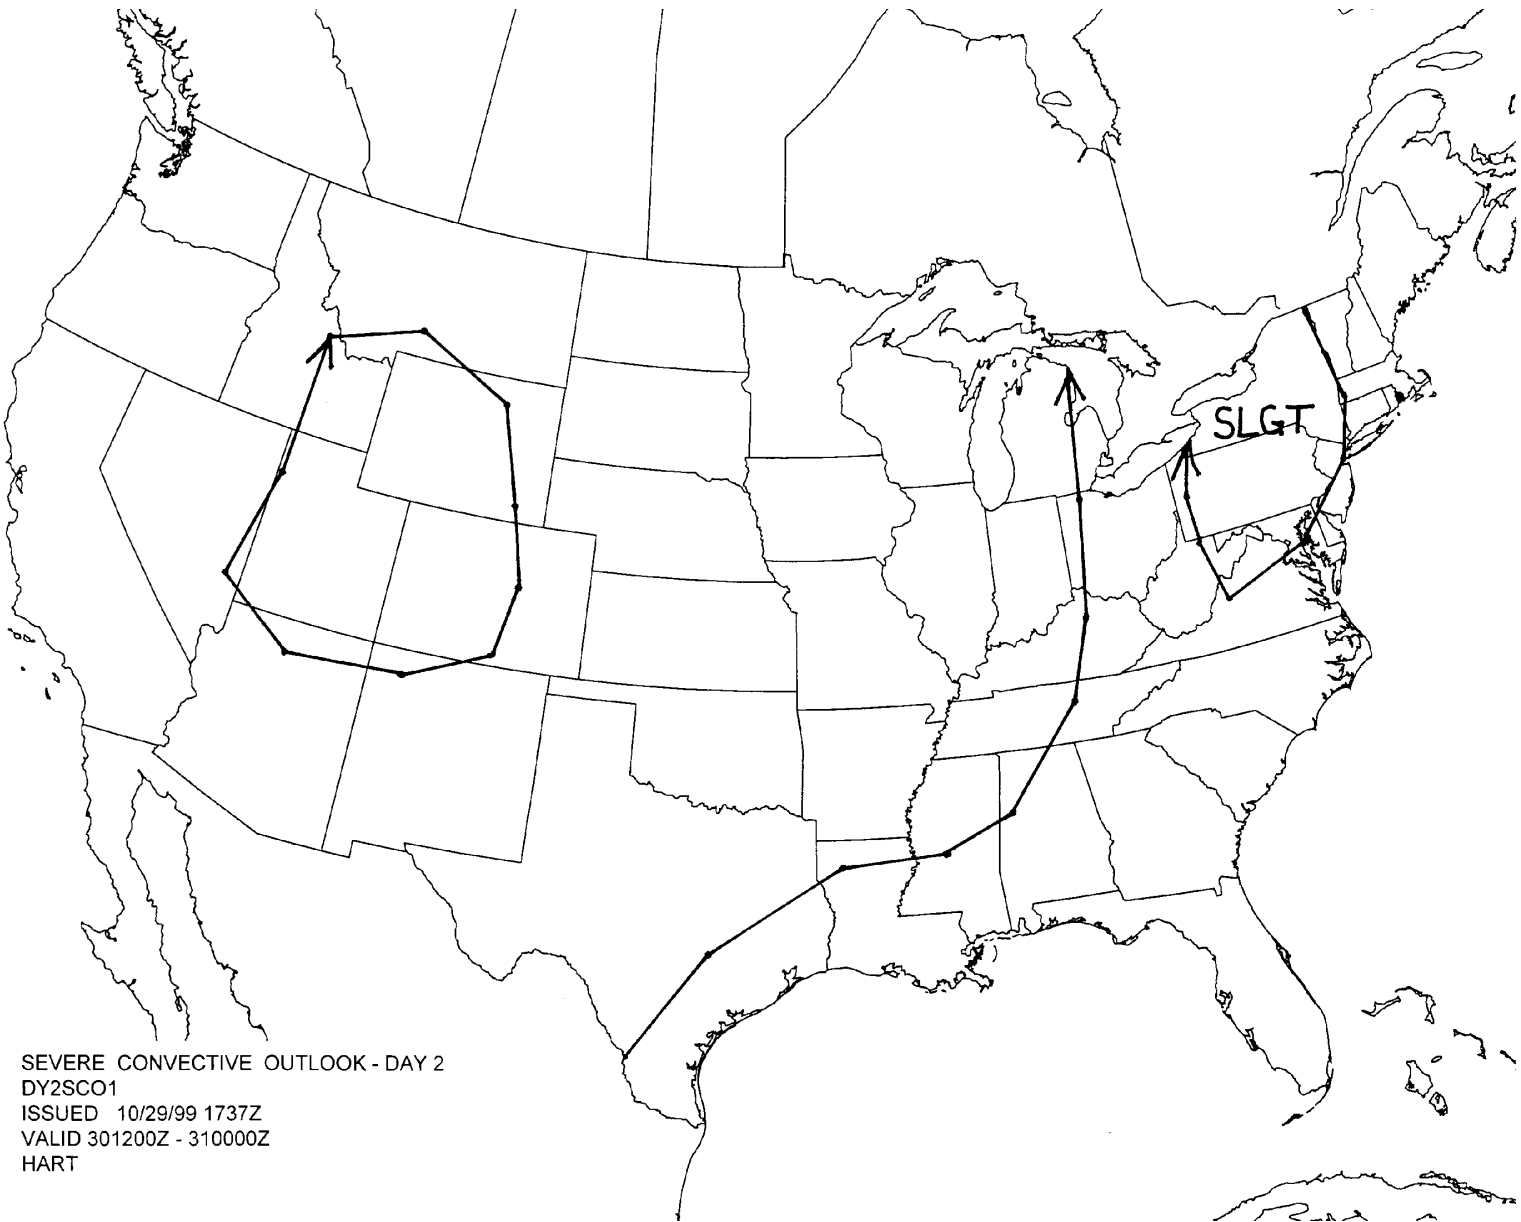 SLGT
SEVERE CONVECTIVE OUTLOOK - DAY 2
DY2SCO1
ISSUED 10/29/99 1737Z
VALID 301200Z - 310000Z
HART